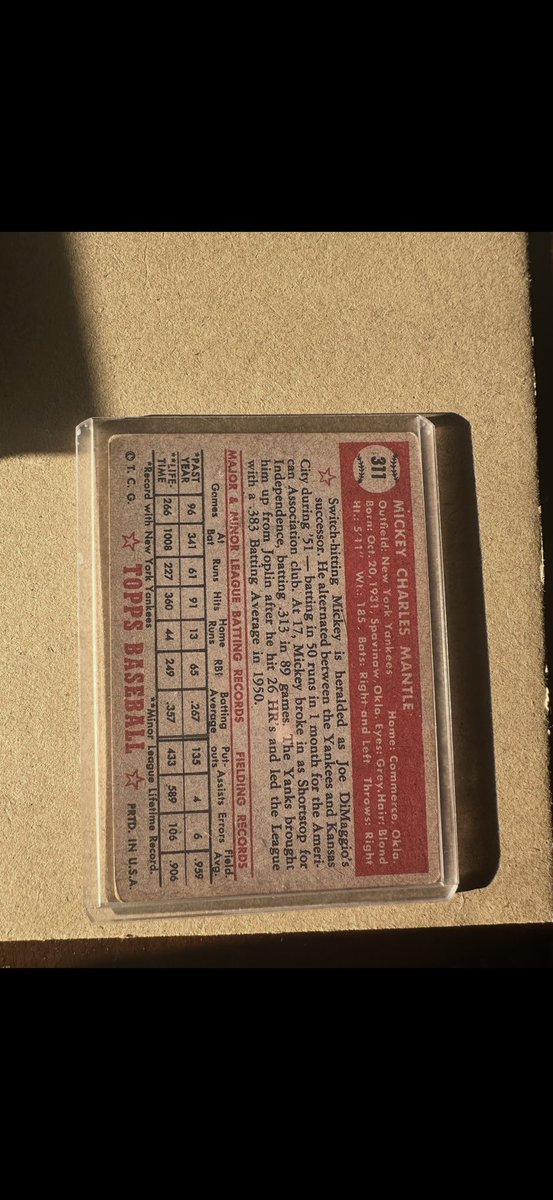 311
MICKEY CHARLES MANTLE
Outfield: New York Yankees Home: Commerce, Okla.
Born: Oct. 20, 1931, Spavinaw, Okla. Eyes: Grey Hair: Blond
Ht.: 5'11" Wt.: 185 Bats: Right and Left Throws: Right
☆ Switch-hitting Mickey is heralded as Joe DiMaggio's
successor. He alternated between the Yankees and Kansas
City during '51—batting in 50 runs in 1 month for the Ameri-
can Association club. At 17, Mickey broke in as Shortstop for
Independence, batting .313 in 89 games. The Yanks brought
him up from Joplin after he hit 26 HR's and led the League
with a .383 Batting Average in 1950.
MAJOR & MINOR LEAGUE BATTING RECORDS FIELDING RECORDS
Games At Bat Runs Hits Home Runs RBI Batting Average Put-outs Assists Errors Field. Avg.
*PAST YEAR 96 341 61 91 13 65 .267 135 4 6 .959
**LIFE-TIME 266 1008 227 360 44 249 .357 433 589 106 .906
*Record with New York Yankees **Minor League Lifetime Record.
© T. C. G. ☆ TOPPS BASEBALL ☆ PRTD. IN U.S.A.